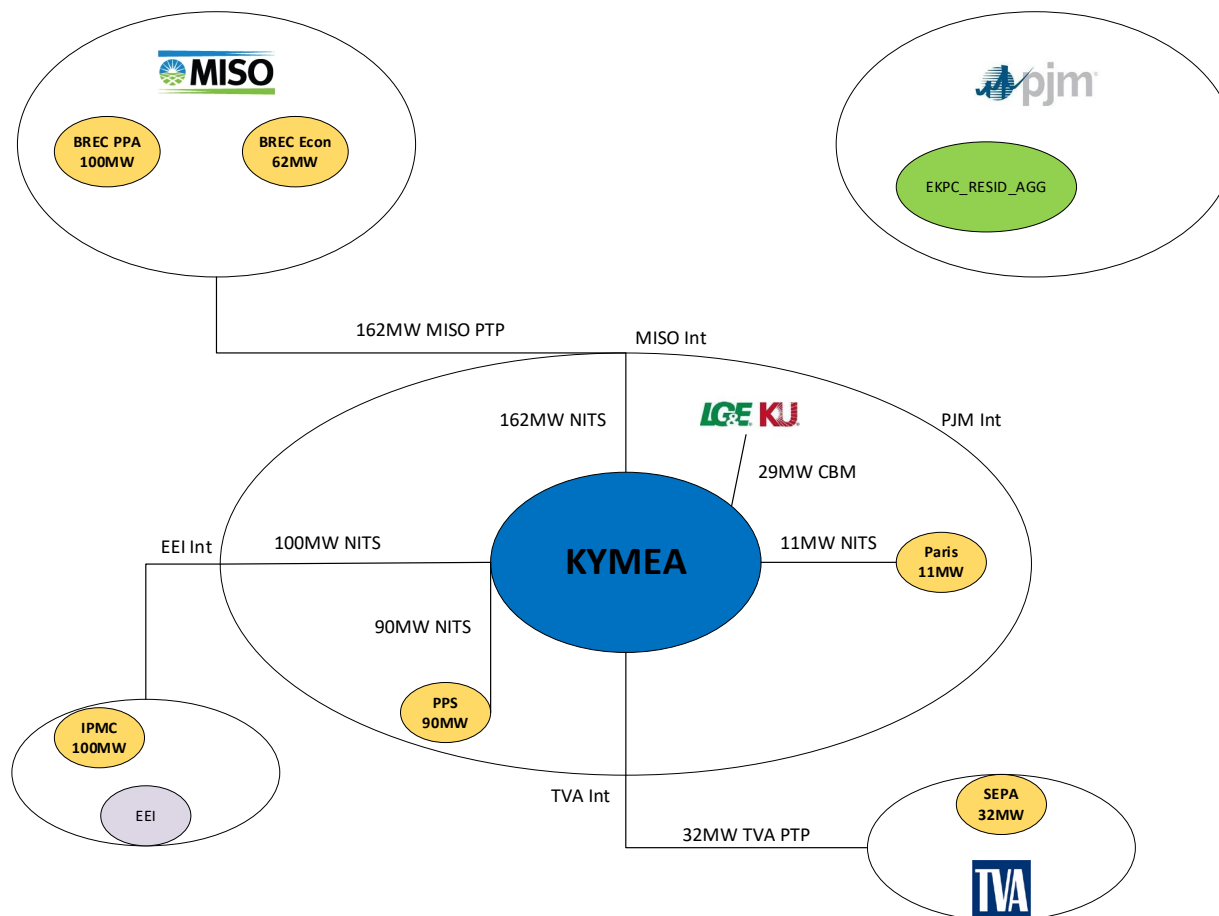 MISO
pjm
BREC PPA
100MW
BREC Econ
62MW
EKPC_RESID_AGG
162MW MISO PTP
MISO Int
LG&E KU
PJM Int
162MW NITS
29MW CBM
EEI Int
100MW NITS
KYMEA
11MW NITS
Paris
11MW
90MW NITS
PPS
90MW
IPMC
100MW
EEI
TVA Int
SEPA
32MW
32MW TVA PTP
TVA